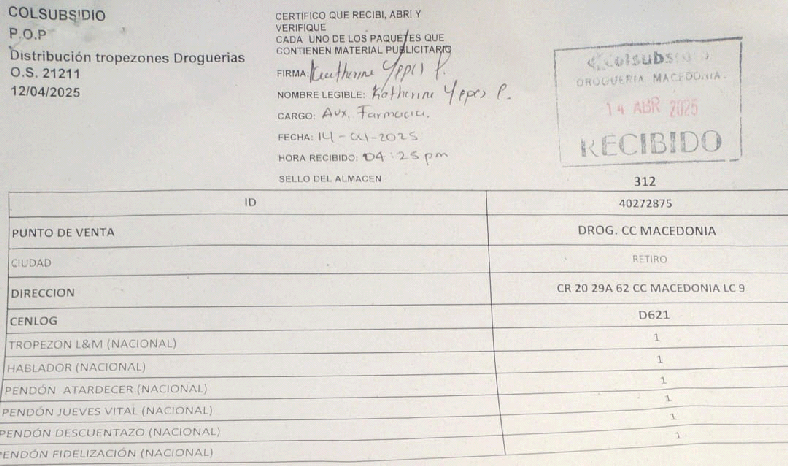 COLSUBSIDIO
P.O.P
Distribución tropezones Droguerias
O.S. 21211
12/04/2025
CERTIFICO QUE RECIBI, ABRI Y
VERIFIQUE
CADA UNO DE LOS PAQUETES QUE
CONTIENEN MATERIAL PUBLICITARIO
FIRMA: Katherine Yepes P.
NOMBRE LEGIBLE: Katherine Yepes P.
CARGO: Aux. Farmacia.
FECHA: 14-04-2025
HORA RECIBIDO: 04:25 pm
SELLO DEL ALMACEN
colsubsidio
DROGUERIA MACEDONIA
14 ABR 2025
RECIBIDO
312
ID 40272875
PUNTO DE VENTA DROG. CC MACEDONIA
CIUDAD RETIRO
DIRECCION CR 20 29A 62 CC MACEDONIA LC 9
CENLOG D621
TROPEZON L&M (NACIONAL) 1
HABLADOR (NACIONAL) 1
PENDÓN ATARDECER (NACIONAL) 1
PENDÓN JUEVES VITAL (NACIONAL) 1
PENDÓN DESCUENTAZO (NACIONAL) 1
PENDÓN FIDELIZACIÓN (NACIONAL) 1